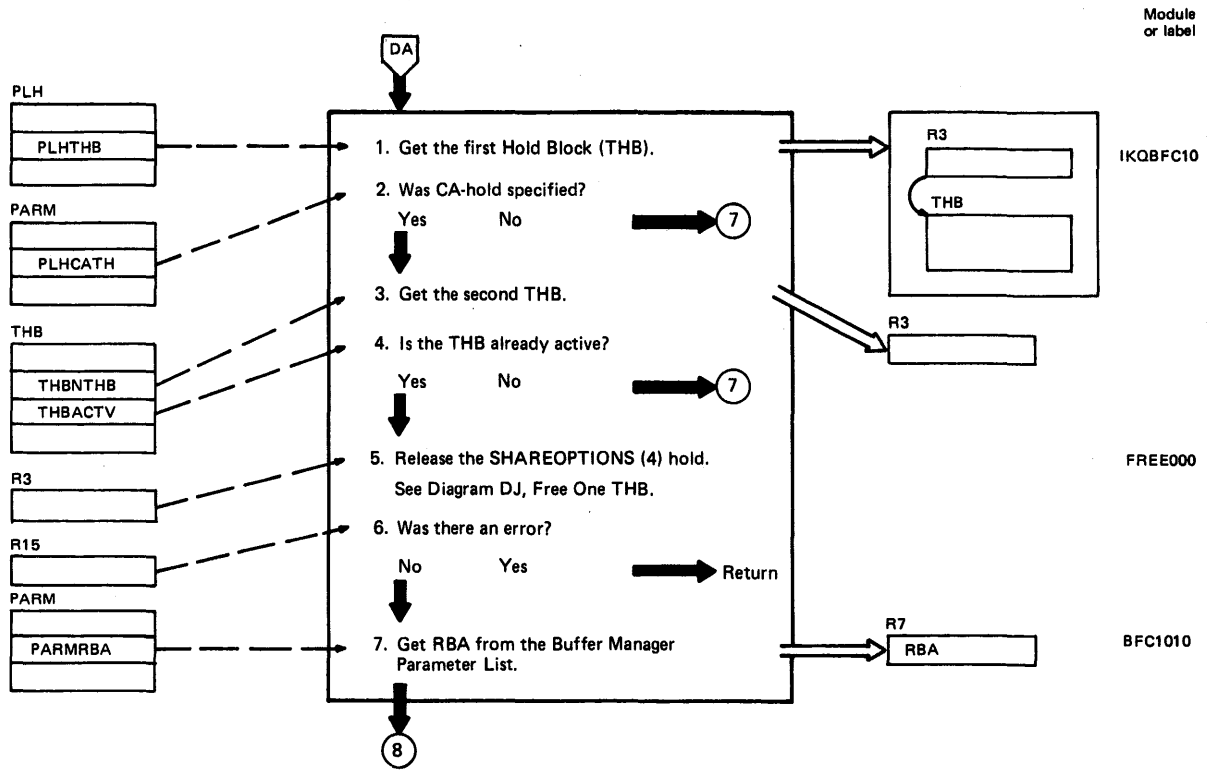 Module
or label
DA
PLH
PLHTHB
1. Get the first Hold Block (THB).
R3
THB
IKQBFC10
2. Was CA-hold specified?
Yes No
7
PARM
PLHCATH
3. Get the second THB.
R3
THB
THBNTHB
THBACTV
4. Is the THB already active?
Yes No
7
5. Release the SHAREOPTIONS (4) hold.
See Diagram DJ, Free One THB.
FREE000
R3
6. Was there an error?
No Yes
Return
R15
PARM
PARMRBA
7. Get RBA from the Buffer Manager
Parameter List.
R7
RBA
BFC1010
8